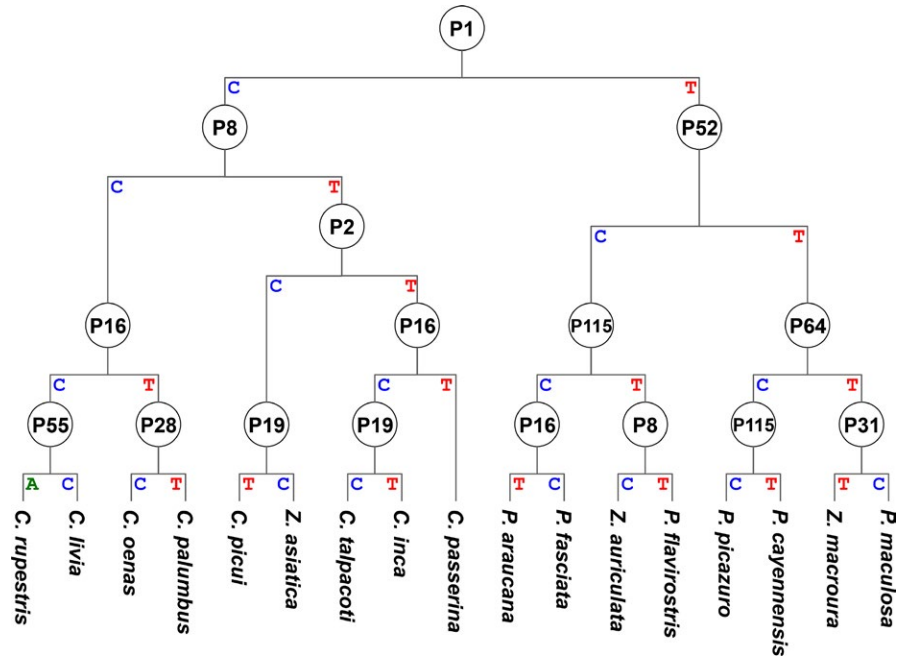 P1
C T
P8 P52
C T
P2
C T
C T
P16 P16 P115 P64
C T C T C T C T
P55 P28 P19 P19 P16 P8 P115 P31
A C C T T C C T T C C T C T T C
C. rupestris
C. livia
C. oenas
C. palumbus
C. picui
Z. asiatica
C. talpacoti
C. inca
C. passerina
P. araucana
P. fasciata
Z. auriculata
P. flavirostris
P. picazuro
P. cayennensis
Z. macroura
P. maculosa